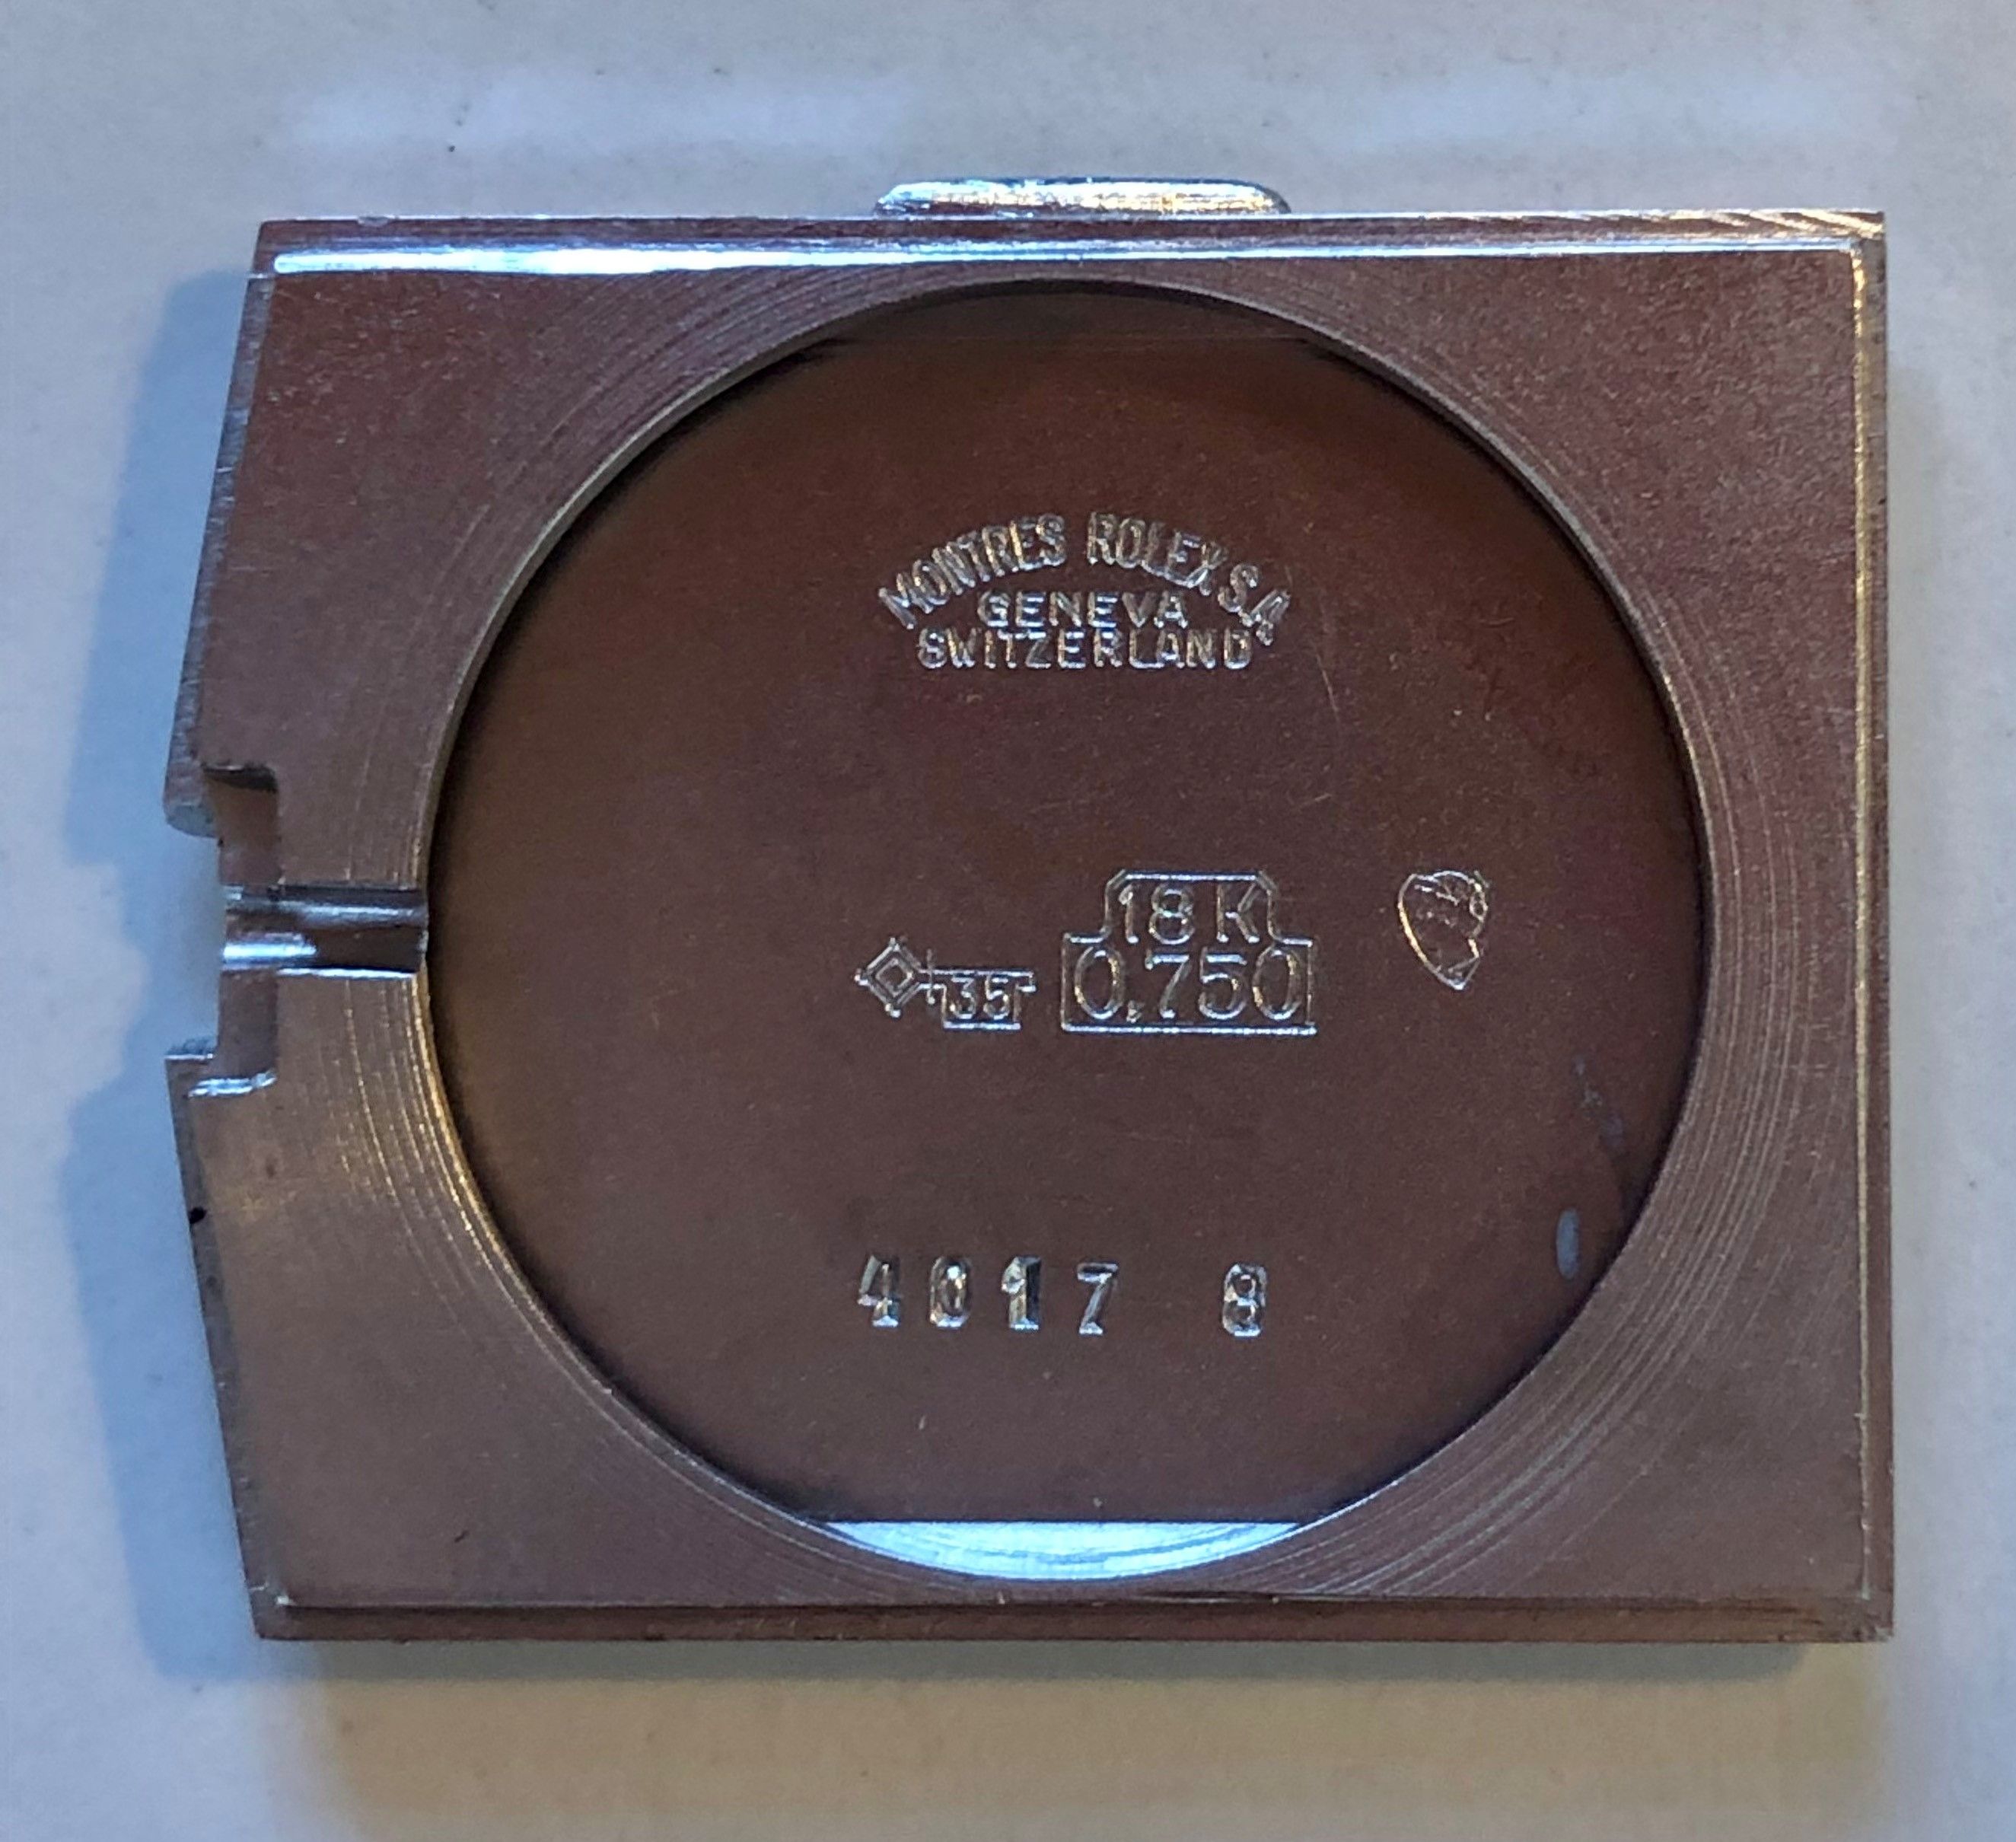 MONTRES ROLEX S.A
GENEVA
SWITZERLAND
18 K
35 0,750
4017 8